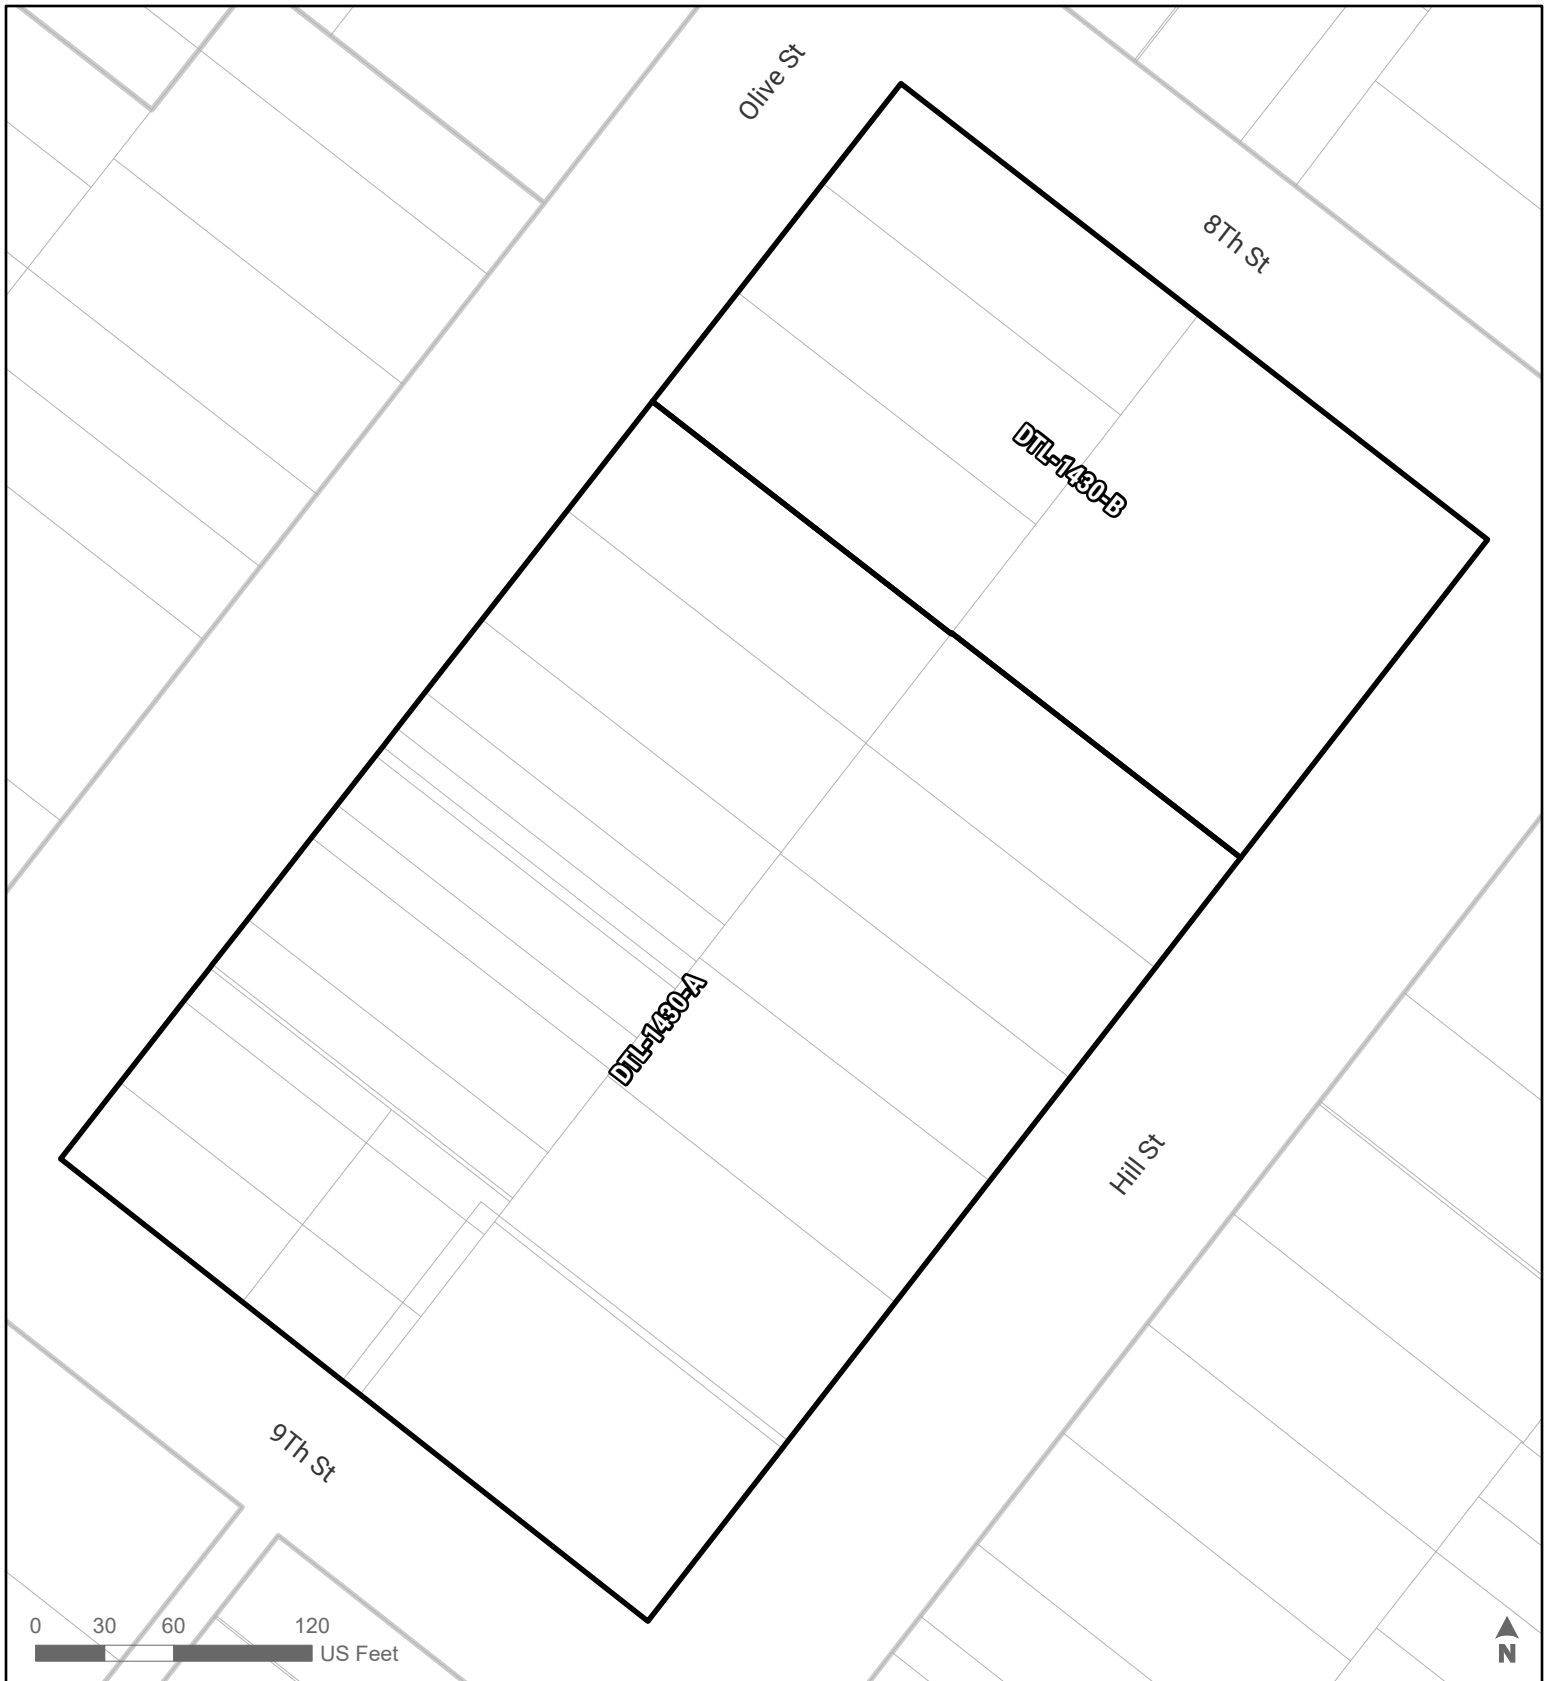 Olive St
8Th St
DTL-1430-B
DTL-1430-A
Hill St
9Th St
0 30 60 120
US Feet
N